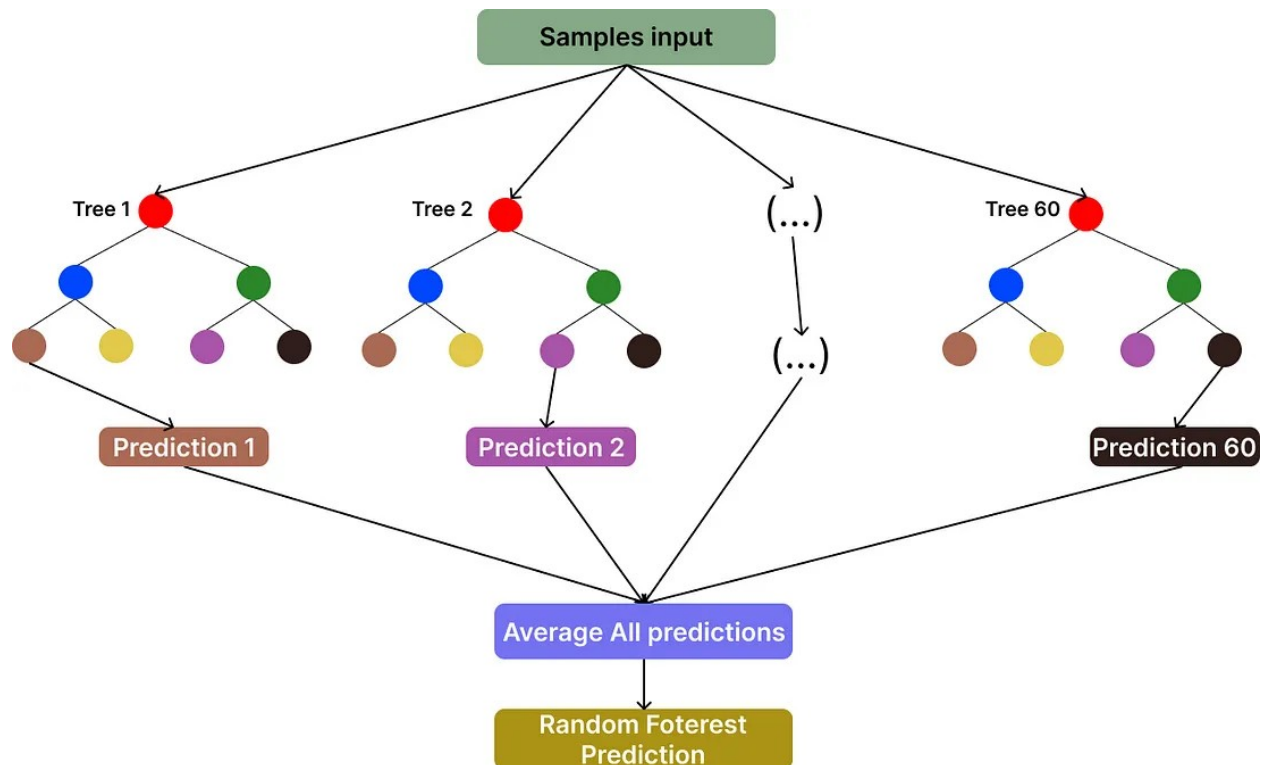 Samples input
Tree 1
Tree 2
(...)
Tree 60
(...)
Prediction 1
Prediction 2
Prediction 60
Average All predictions
Random Foterest
Prediction